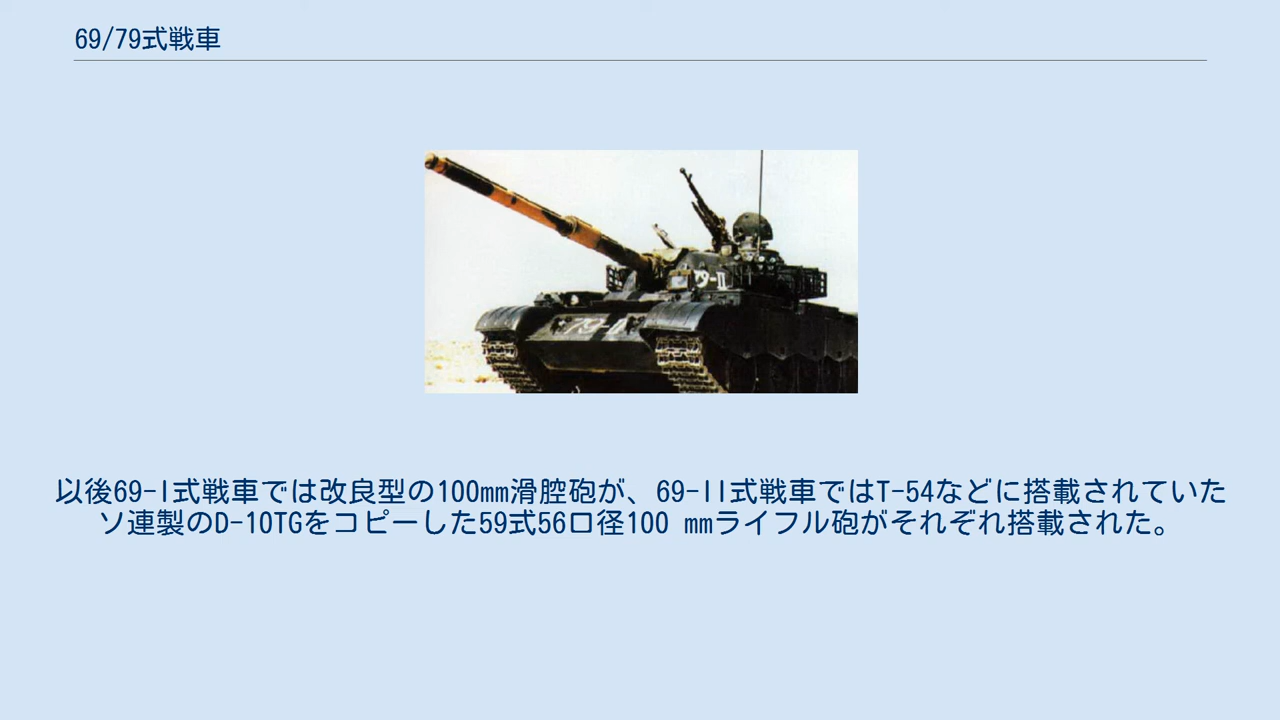 69/79式戦車
79-II
79-II
以後69-I式戦車では改良型の100mm滑腔砲が、69-II式戦車ではT-54などに搭載されていた
ソ連製のD-10TGをコピーした59式56口径100 mmライフル砲がそれぞれ搭載された。